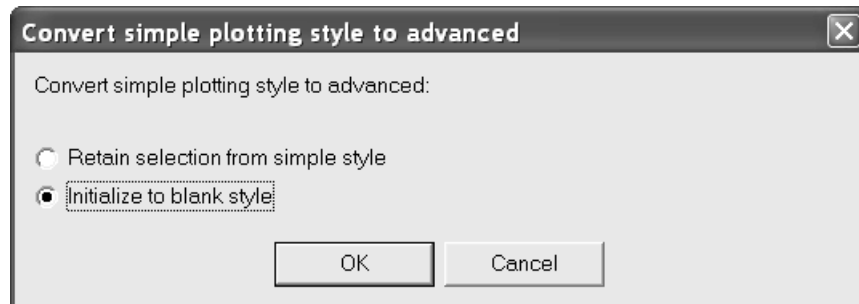 Convert simple plotting style to advanced
Convert simple plotting style to advanced:
Retain selection from simple style
Initialize to blank style
OK Cancel